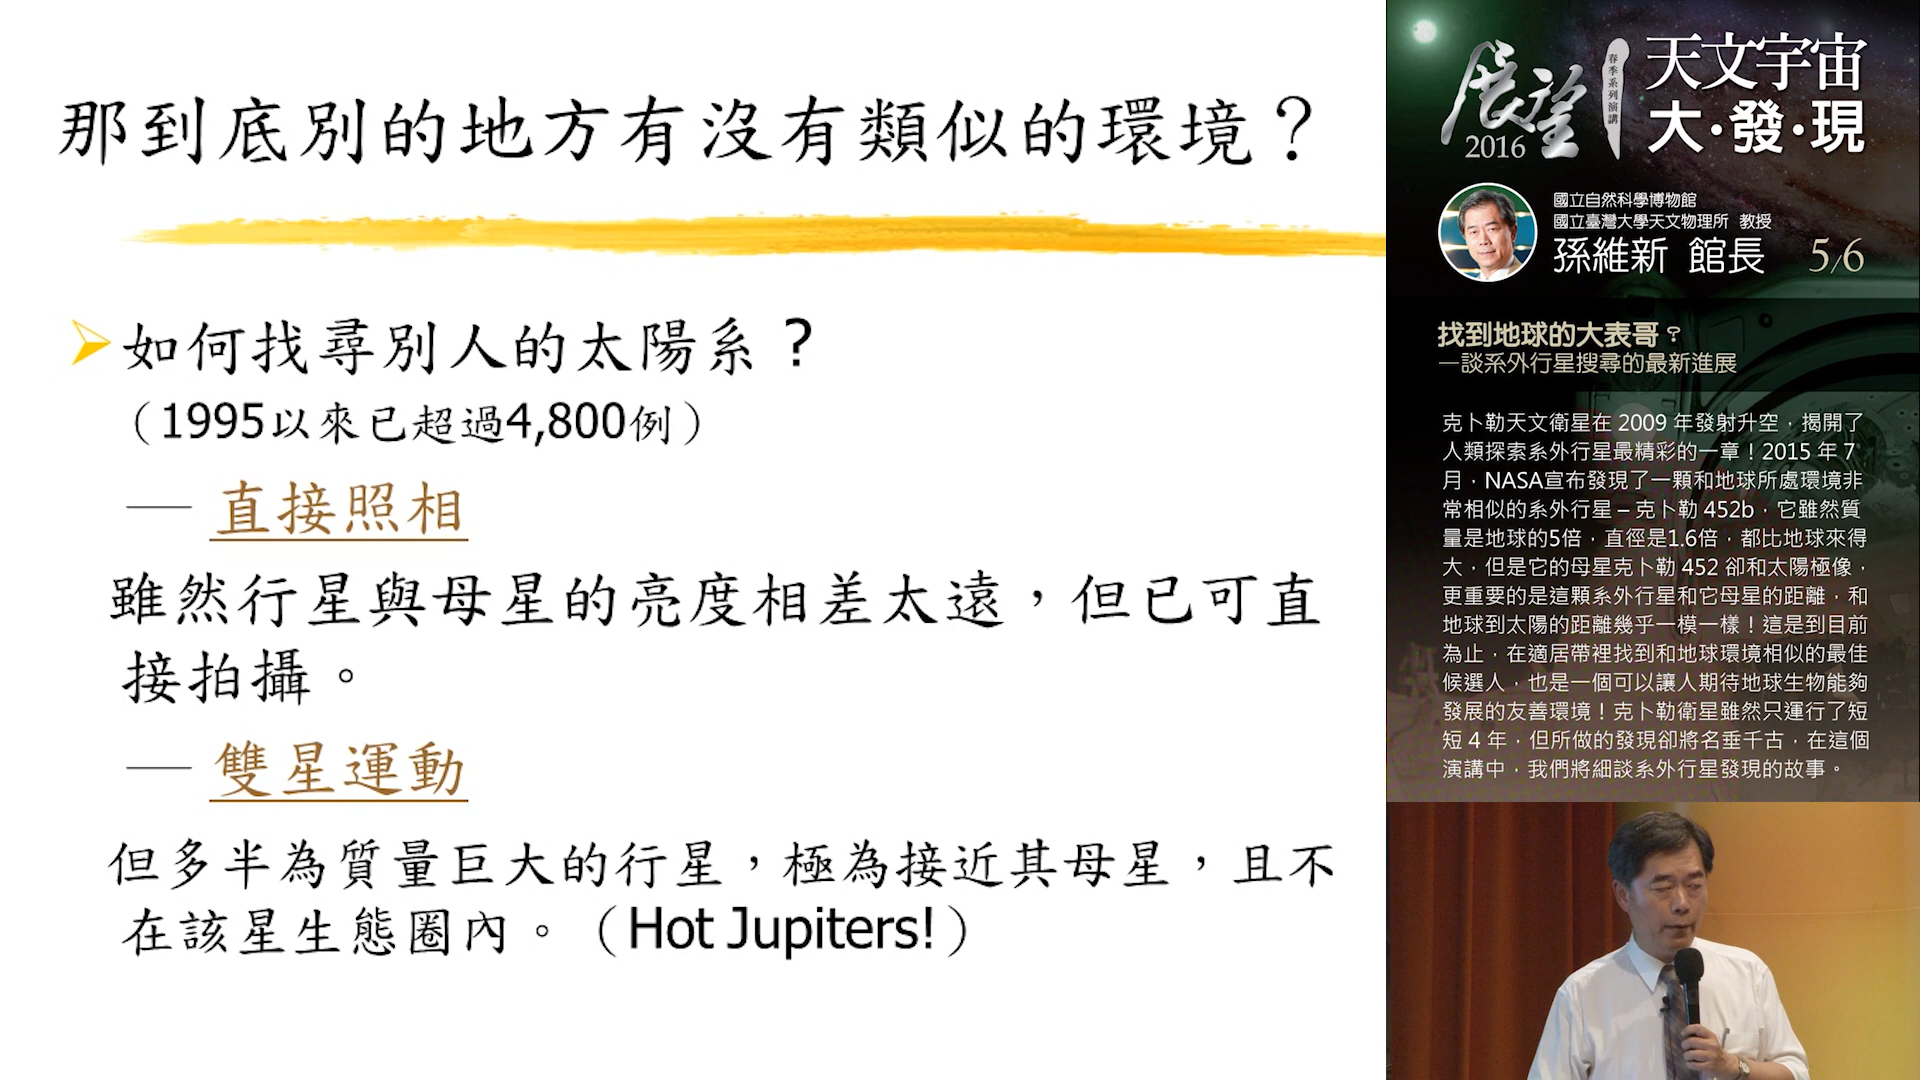 那到底別的地方有沒有類似的環境？
如何找尋別人的太陽系？
（1995以來已超過4,800例）
— 直接照相
雖然行星與母星的亮度相差太遠，但已可直
接拍攝。
— 雙星運動
但多半為質量巨大的行星，極為接近其母星，且不
在該星生態圈內。（Hot Jupiters!）
展望
2016
春季系列演講
天文宇宙
大·發·現
國立自然科學博物館
國立臺灣大學天文物理所 教授
孫維新 館長 5/6
找到地球的大表哥？
—談系外行星搜尋的最新進展
克卜勒天文衛星在 2009 年發射升空，揭開了
人類探索系外行星最精彩的一章！2015 年 7
月，NASA宣布發現了一顆和地球所處環境非
常相似的系外行星 – 克卜勒 452b，它雖然質
量是地球的5倍，直徑是1.6倍，都比地球來得
大，但是它的母星克卜勒 452 卻和太陽極像，
更重要的是這顆系外行星和它母星的距離，和
地球到太陽的距離幾乎一模一樣！這是到目前
為止，在適居帶裡找到和地球環境相似的最佳
候選人，也是一個可以讓人期待地球生物能夠
發展的友善環境！克卜勒衛星雖然只運行了短
短 4 年，但所做的發現卻將名垂千古，在這個
演講中，我們將細談系外行星發現的故事。